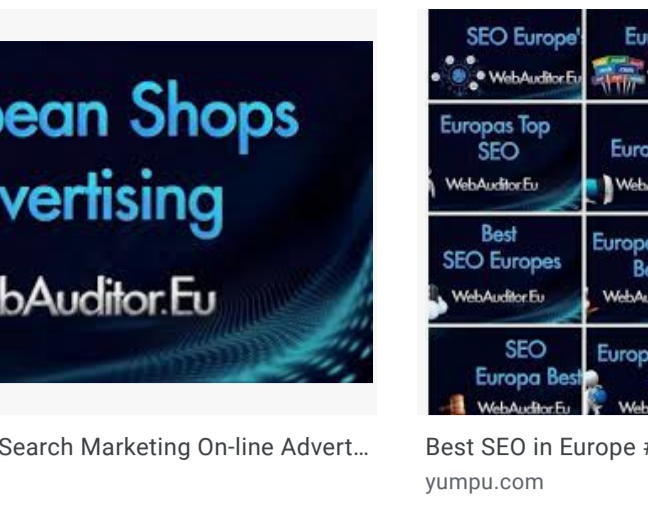 pean Shops
vertising
bAuditor.Eu
Search Marketing On-line Advert...
SEO Europe'
WebAuditor.Eu
Eu
Europas Top
SEO
WebAuditor.Eu
Euro
Web
Best
SEO Europes
WebAuditor.Eu
Europe
Be
WebAu
SEO
Europa Best
WebAuditor.Eu
Europ
Web
Best SEO in Europe #
yumpu.com